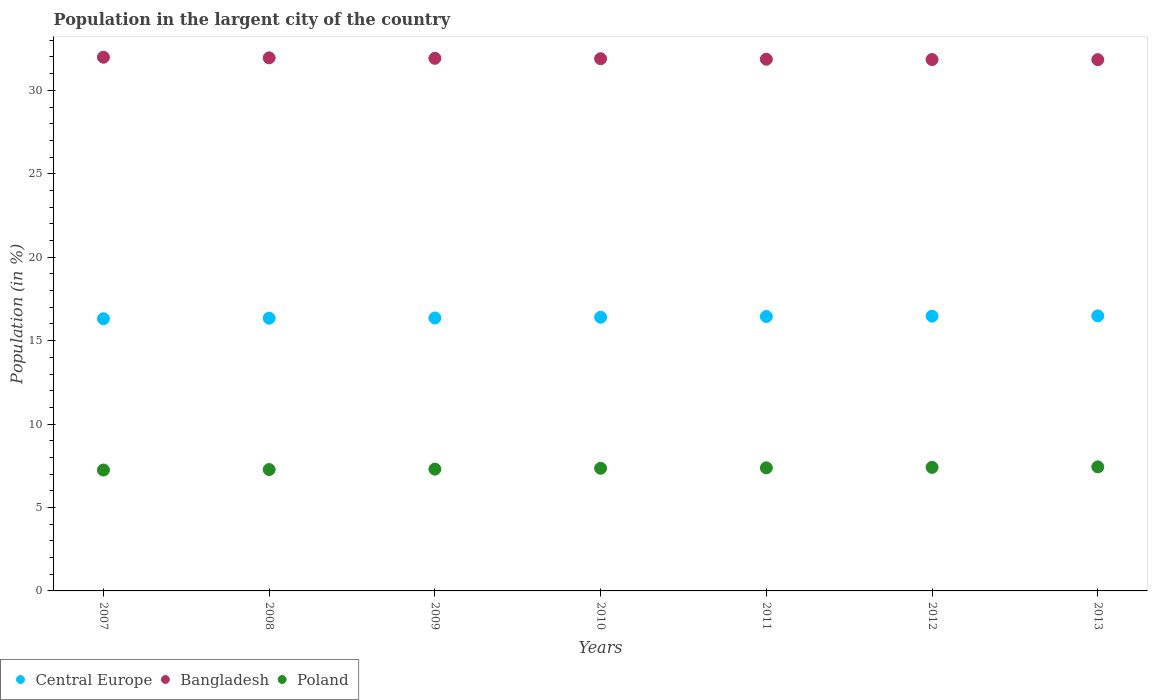 Population in the largent city of the country
Population (in %)
30
25
20
15
10
5
0
2007
2008
2009
2010
2011
2012
2013
Years
Central Europe
Bangladesh
Poland